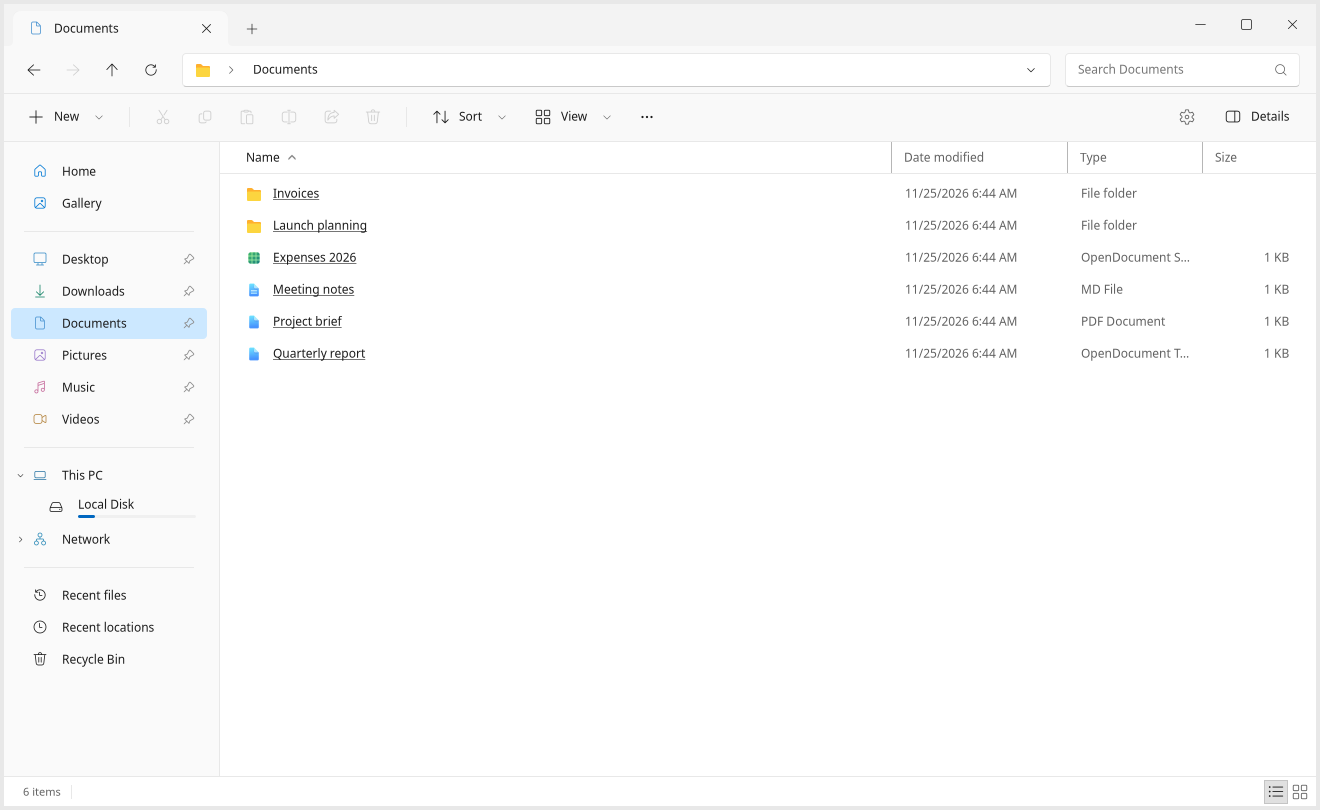 Documents
Documents
Search Documents
New
Sort
View
Details
Home
Gallery
Desktop
Downloads
Documents
Pictures
Music
Videos
This PC
Local Disk
Network
Recent files
Recent locations
Recycle Bin
Name Date modified Type Size
Invoices 11/25/2026 6:44 AM File folder
Launch planning 11/25/2026 6:44 AM File folder
Expenses 2026 11/25/2026 6:44 AM OpenDocument S... 1 KB
Meeting notes 11/25/2026 6:44 AM MD File 1 KB
Project brief 11/25/2026 6:44 AM PDF Document 1 KB
Quarterly report 11/25/2026 6:44 AM OpenDocument T... 1 KB
6 items